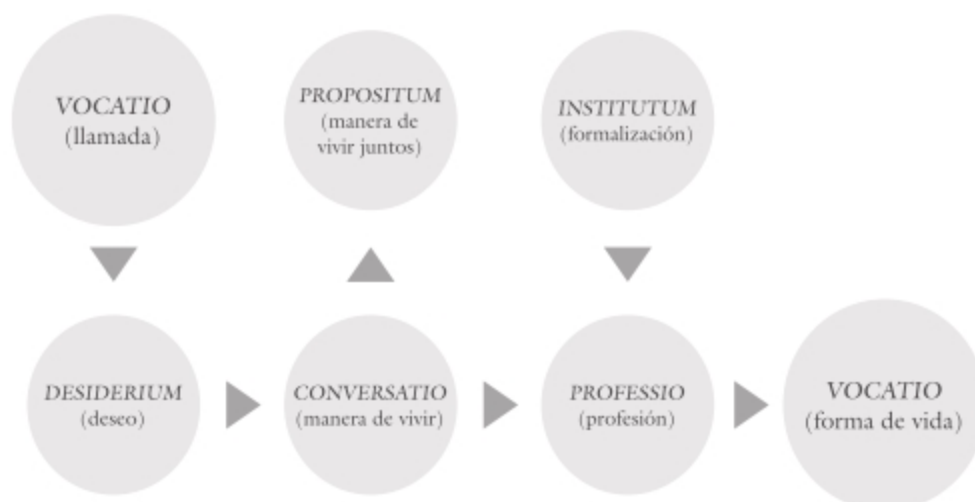 VOCATIO
(llamada)
PROPOSITUM
(manera de
vivir juntos)
INSTITUTUM
(formalización)
DESIDERIUM
(deseo)
CONVERSATIO
(manera de vivir)
PROFESSIO
(profesión)
VOCATIO
(forma de vida)